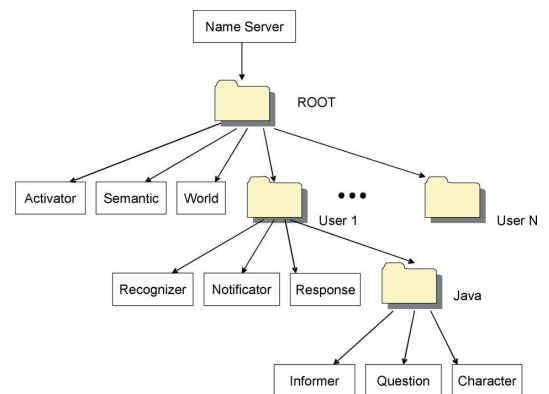 Name Server
ROOT
Activator
Semantic
World
User 1
User N
Recognizer
Notificator
Response
Java
Informer
Question
Character